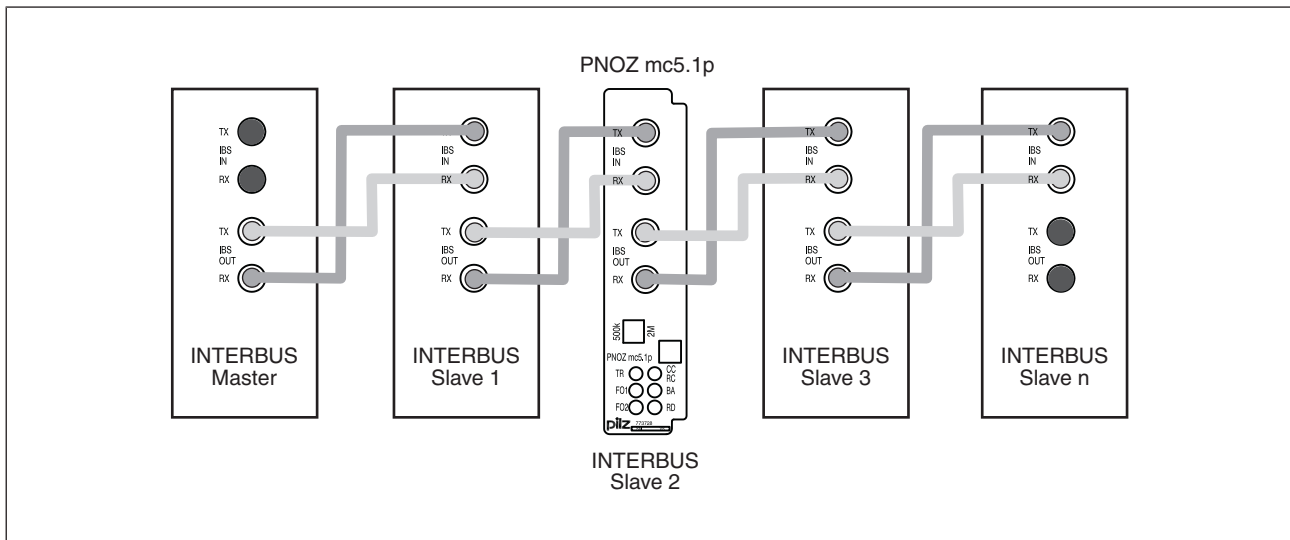 PNOZ mc5.1p
TX
IBS
IN
RX
TX
IBS
OUT
RX
INTERBUS
Master
IBS
IN
RX
TX
IBS
OUT
RX
INTERBUS
Slave 1
TX
IBS
IN
RX
TX
IBS
OUT
RX
500k
2M
PNOZ mc5.1p
TR
CC
RC
FO1
BA
FO2
RD
pilz
773728
INTERBUS
Slave 2
TX
IBS
IN
RX
TX
IBS
OUT
RX
INTERBUS
Slave 3
TX
IBS
IN
RX
TX
IBS
OUT
RX
INTERBUS
Slave n